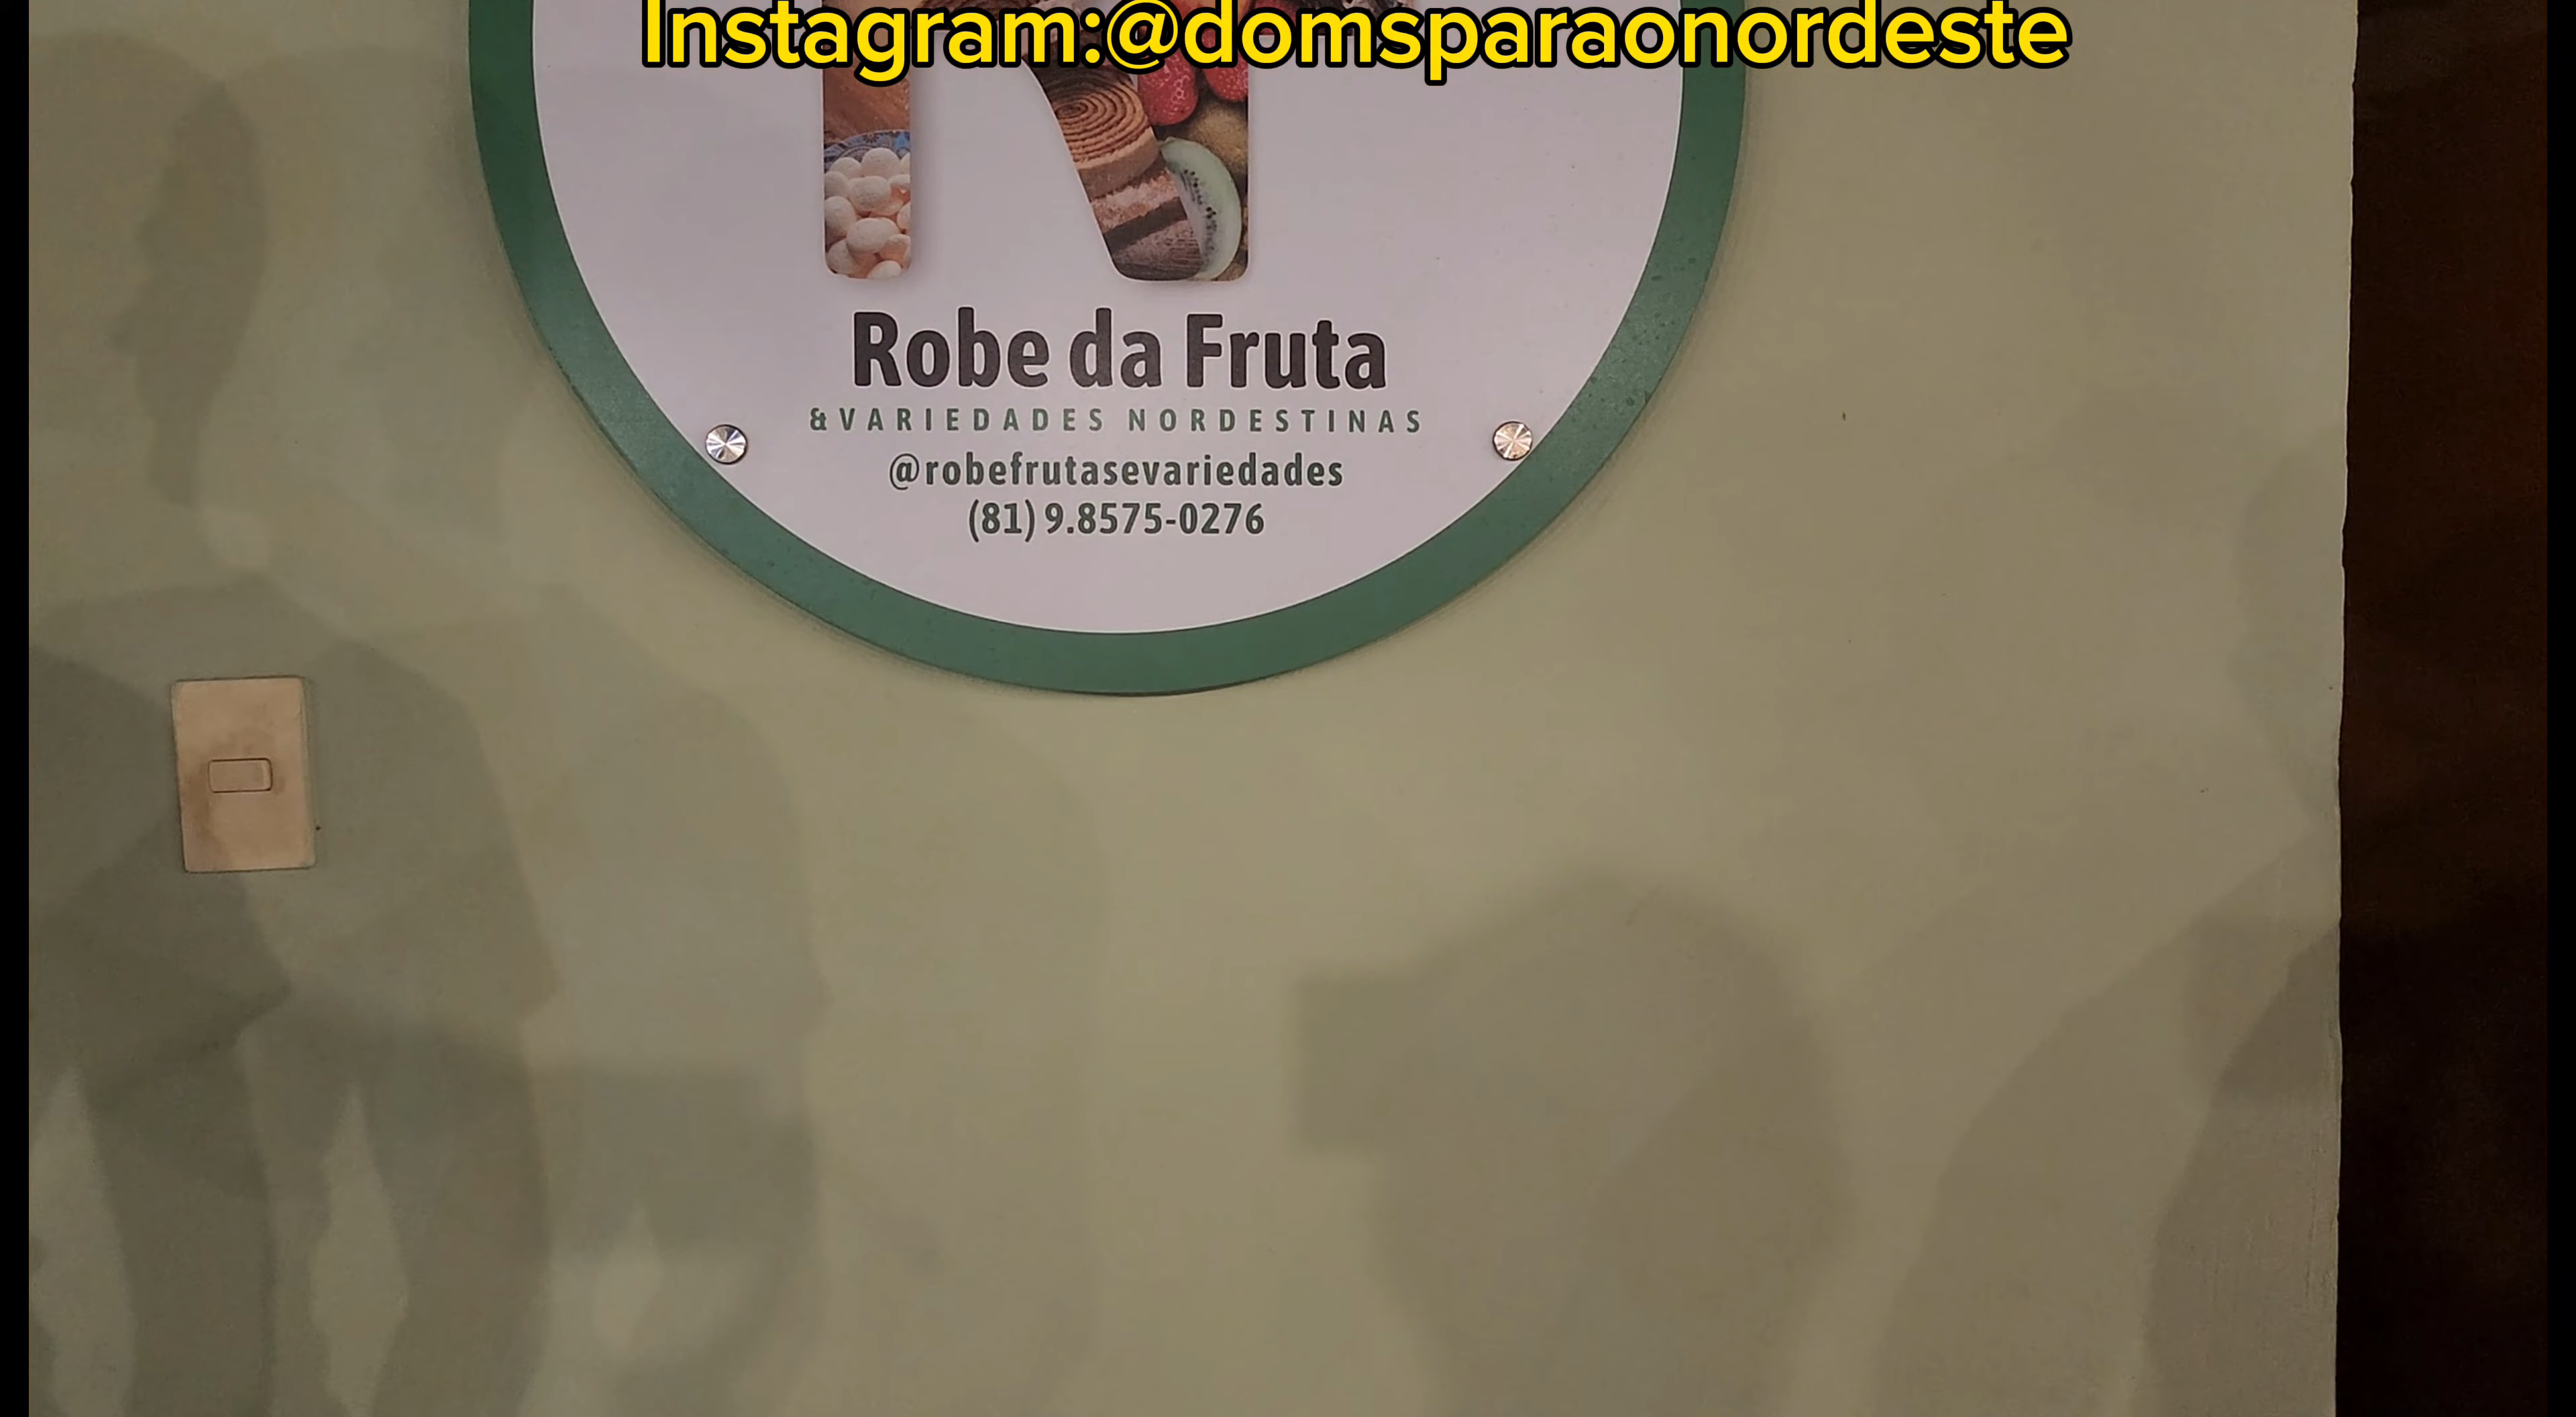 Instagram:@domsparaonordeste
Robe da Fruta
& VARIEDADES NORDESTINAS
@robefrutasevariedades
(81) 9.8575-0276